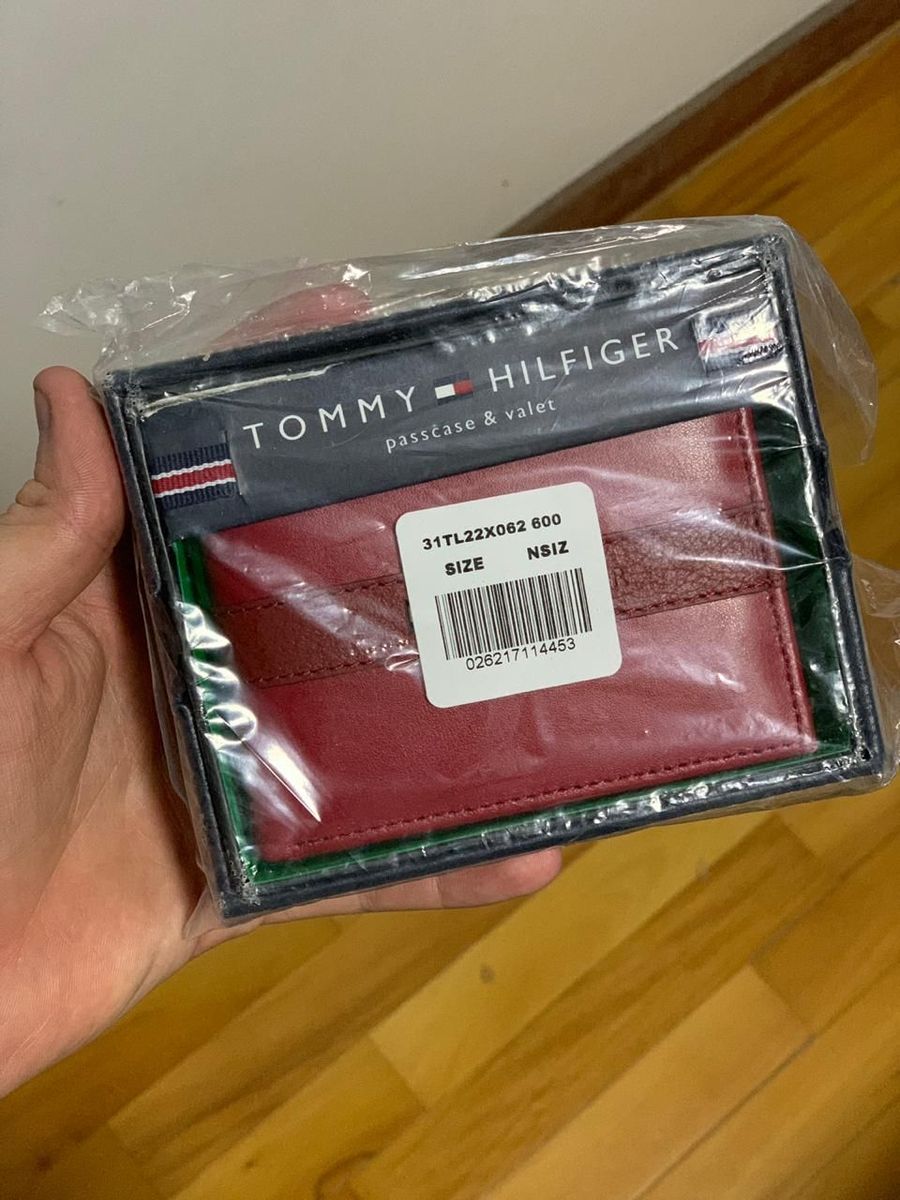 TOMMY HILFIGER
passcase & valet
31TL22X062 600
SIZE NSIZ
026217114453